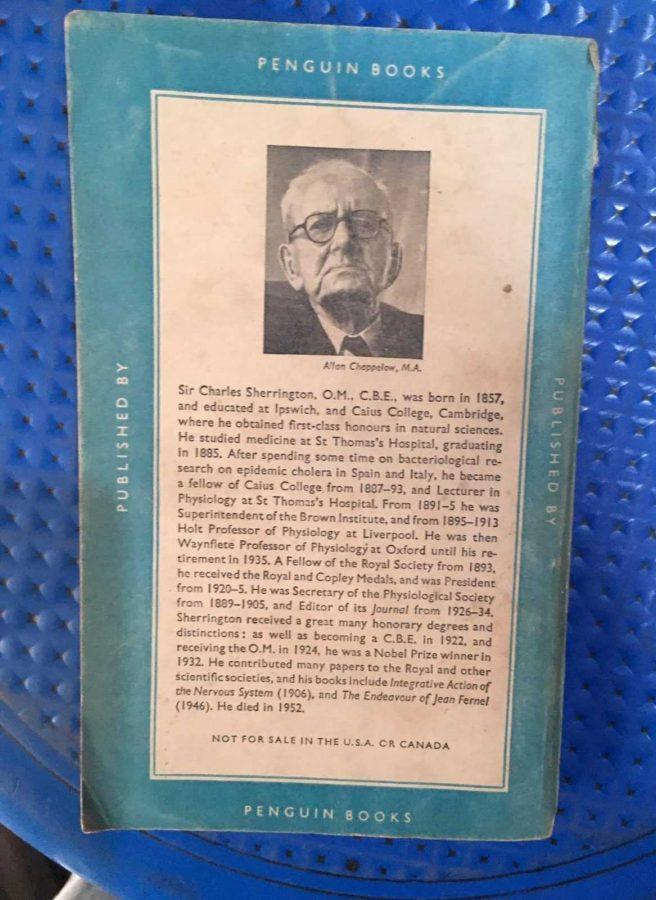 PENGUIN BOOKS
PUBLISHED BY
Allan Chappelow, M.A.
Sir Charles Sherrington, O.M., C.B.E., was born in 1857,
and educated at Ipswich, and Caius College, Cambridge,
where he obtained first-class honours in natural sciences.
He studied medicine at St Thomas's Hospital, graduating
in 1885. After spending some time on bacteriological re-
search on epidemic cholera in Spain and Italy, he became
a fellow of Caius College from 1887–93, and Lecturer in
Physiology at St Thomas's Hospital. From 1891–5 he was
Superintendent of the Brown Institute, and from 1895–1913
Holt Professor of Physiology at Liverpool. He was then
Waynflete Professor of Physiology at Oxford until his re-
tirement in 1935. A Fellow of the Royal Society from 1893,
he received the Royal and Copley Medals, and was President
from 1920–5. He was Secretary of the Physiological Society
from 1889–1905, and Editor of its Journal from 1926–34.
Sherrington received a great many honorary degrees and
distinctions: as well as becoming a C.B.E. in 1922, and
receiving the O.M. in 1924, he was a Nobel Prize winner in
1932. He contributed many papers to the Royal and other
scientific societies, and his books include Integrative Action of
the Nervous System (1906), and The Endeavour of Jean Fernel
(1946). He died in 1952.
NOT FOR SALE IN THE U.S.A. OR CANADA
PUBLISHED BY
PENGUIN BOOKS